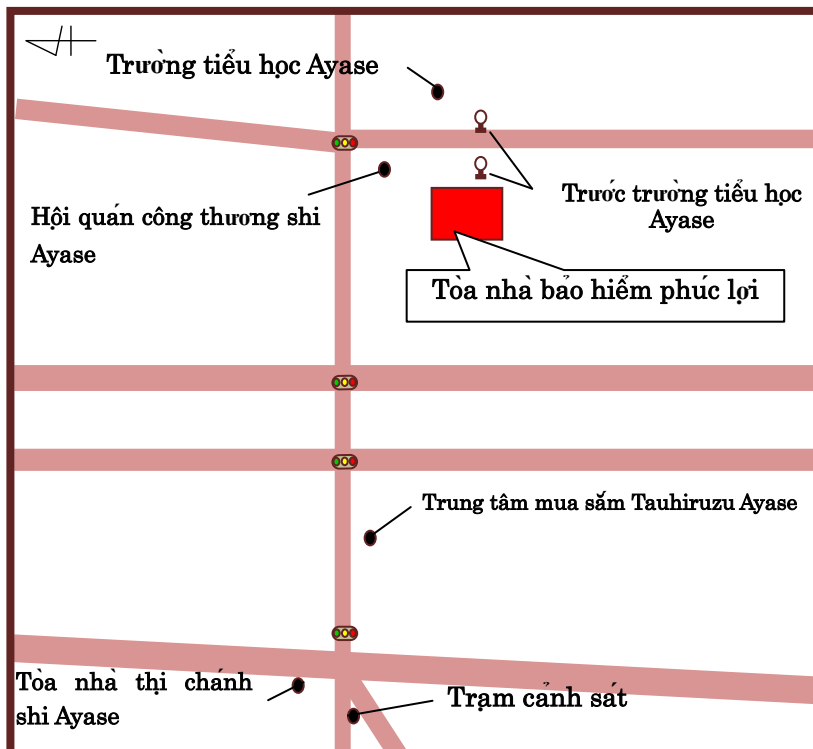 Trường tiểu học Ayase
Trước trường tiểu học
Ayase
Hội quán công thương shi
Ayase
Tòa nhà bảo hiểm phúc lợi
Trung tâm mua sắm Tauhiruzu Ayase
Tòa nhà thị chánh
shi Ayase
Trạm cảnh sát